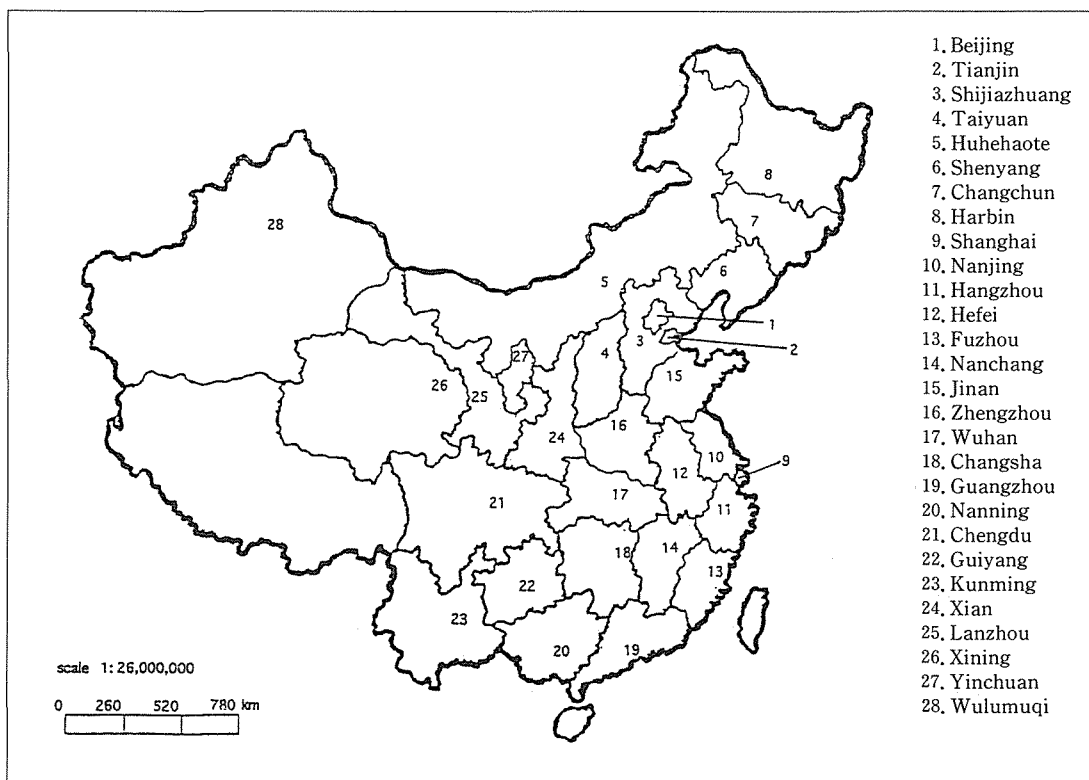 1. Beijing
2. Tianjin
3. Shijiazhuang
4. Taiyuan
5. Huhehaote
6. Shenyang
7. Changchun
8. Harbin
9. Shanghai
10. Nanjing
11. Hangzhou
12. Hefei
13. Fuzhou
14. Nanchang
15. Jinan
16. Zhengzhou
17. Wuhan
18. Changsha
19. Guangzhou
20. Nanning
21. Chengdu
22. Guiyang
23. Kunming
24. Xian
25. Lanzhou
26. Xining
27. Yinchuan
28. Wulumuqi
8
28
7
6
5
1
27
4
3
2
26
25
15
24
16
10
9
12
21
17
11
18
14
22
13
23
20
19
scale 1:26,000,000
0 260 520 780 km